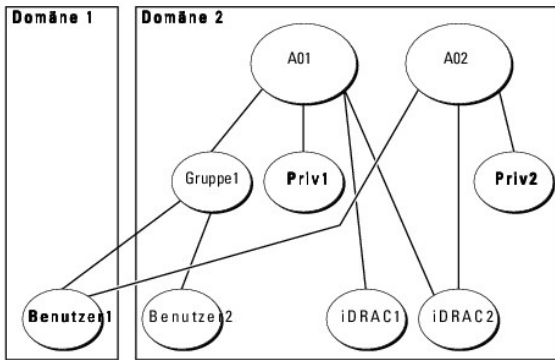 Domäne 1
Domäne 2
A01
A02
Gruppe1
Priv1
Priv2
Benutzer1
Benutzer2
iDRAC1
iDRAC2